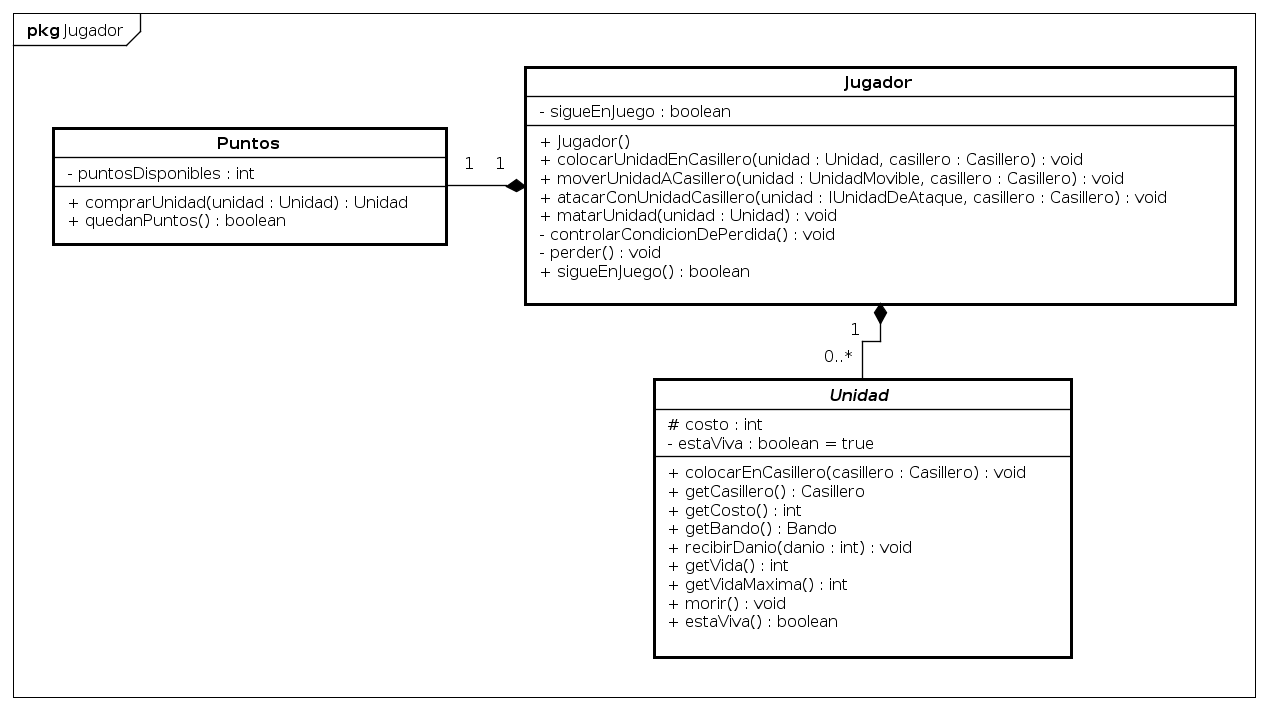 pkg Jugador
Jugador
- sigueEnJuego : boolean
+ Jugador()
+ colocarUnidadEnCasillero(unidad : Unidad, casillero : Casillero) : void
+ moverUnidadACasillero(unidad : UnidadMovible, casillero : Casillero) : void
+ atacarConUnidadCasillero(unidad : IUnidadDeAtaque, casillero : Casillero) : void
+ matarUnidad(unidad : Unidad) : void
- controlarCondicionDePerdida() : void
- perder() : void
+ sigueEnJuego() : boolean
Puntos
- puntosDisponibles : int
+ comprarUnidad(unidad : Unidad) : Unidad
+ quedanPuntos() : boolean
1 1
1
0..*
Unidad
# costo : int
- estaViva : boolean = true
+ colocarEnCasillero(casillero : Casillero) : void
+ getCasillero() : Casillero
+ getCosto() : int
+ getBando() : Bando
+ recibirDanio(danio : int) : void
+ getVida() : int
+ getVidaMaxima() : int
+ morir() : void
+ estaViva() : boolean